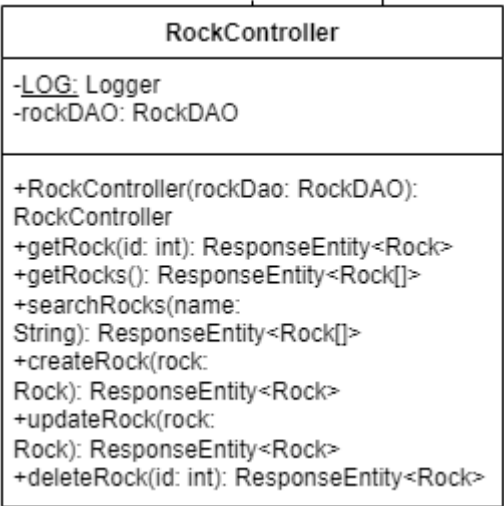 RockController
-LOG: Logger
-rockDAO: RockDAO
+RockController(rockDao: RockDAO):
RockController
+getRock(id: int): ResponseEntity<Rock>
+getRocks(): ResponseEntity<Rock[]>
+searchRocks(name:
String): ResponseEntity<Rock[]>
+createRock(rock:
Rock): ResponseEntity<Rock>
+updateRock(rock:
Rock): ResponseEntity<Rock>
+deleteRock(id: int): ResponseEntity<Rock>